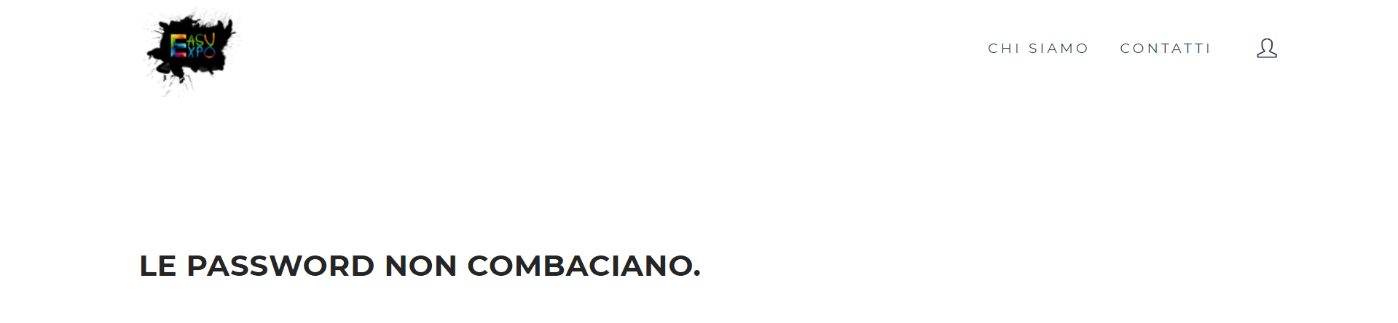 EASY
EXPO
CHI SIAMO
CONTATTI
LE PASSWORD NON COMBACIANO.